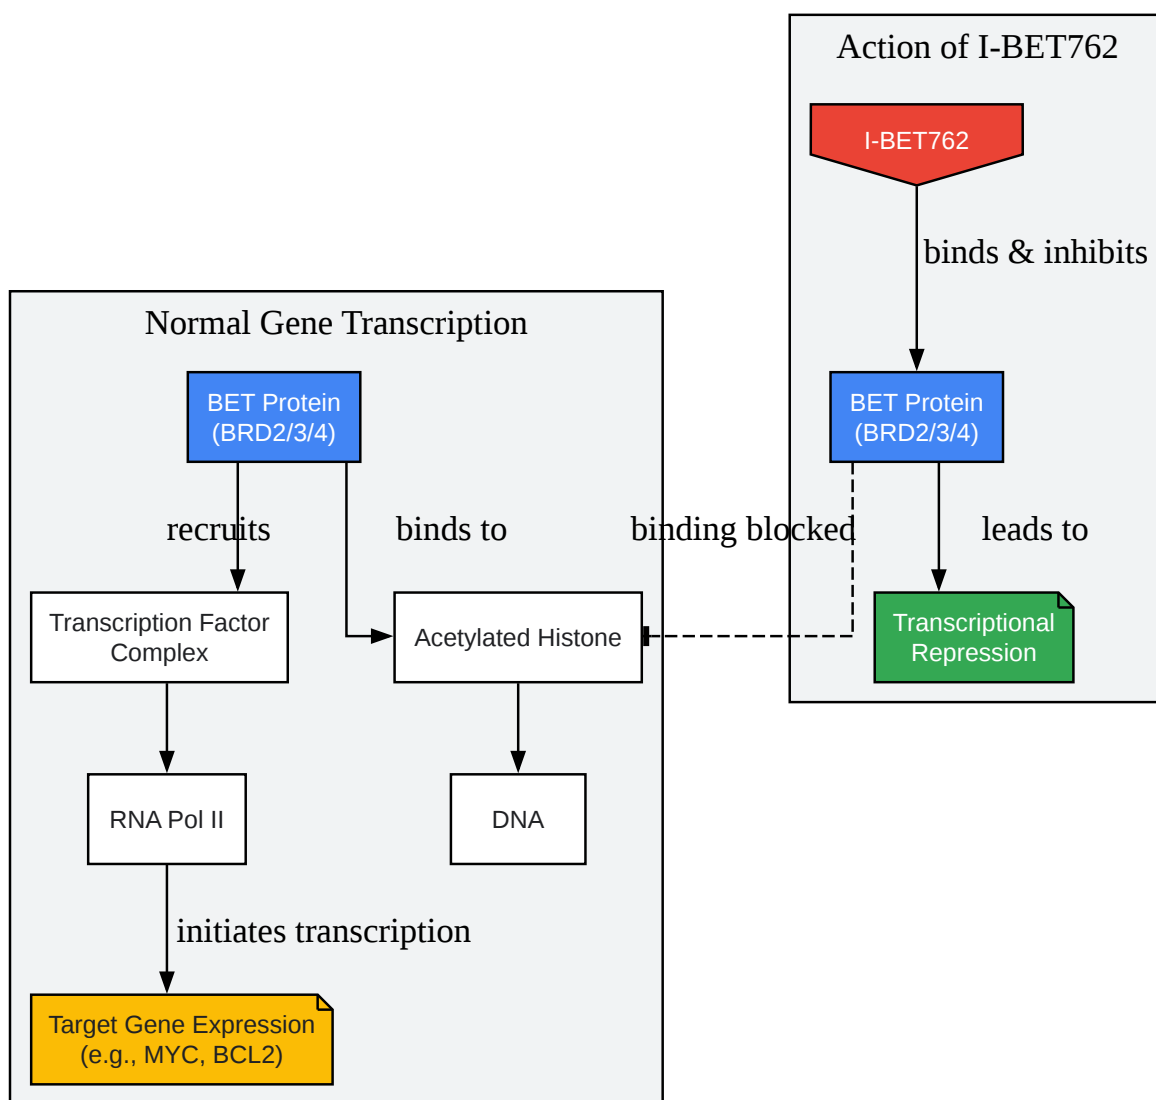 Action of I-BET762
I-BET762
binds & inhibits
Normal Gene Transcription
BET Protein
(BRD2/3/4)
BET Protein
(BRD2/3/4)
recruits
binds to
binding blocked
leads to
Transcription Factor
Complex
Acetylated Histone
Transcriptional
Repression
RNA Pol II
DNA
initiates transcription
Target Gene Expression
(e.g., MYC, BCL2)